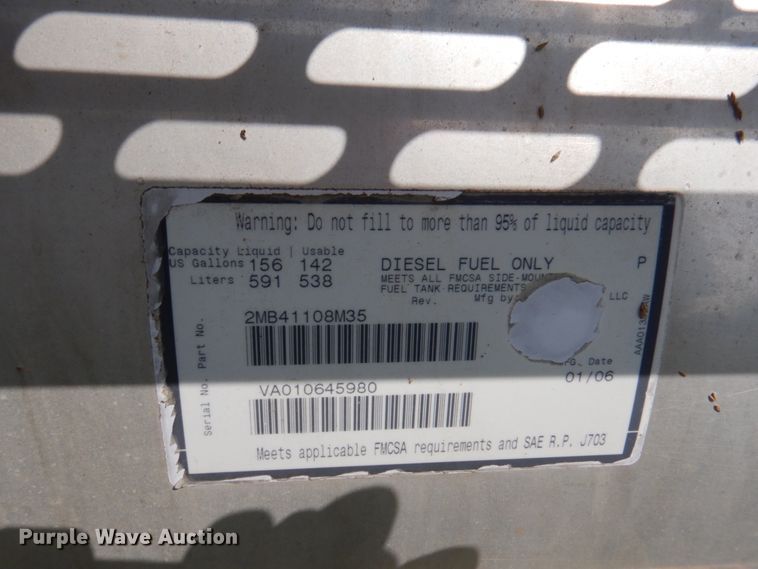 Warning: Do not fill to more than 95% of liquid capacity
Capacity Liquid | Usable
US Gallons 156 142
Liters 591 538
DIESEL FUEL ONLY
MEETS ALL FMCSA SIDE-MOUNT
FUEL TANK-REQUIREMENTS
Rev. Mfg by
LLC
P
Part No.
2MB41108M35
Serial No.
VA010645980
Date
01/06
Meets applicable FMCSA requirements and SAE R.P. J703
Purple Wave Auction